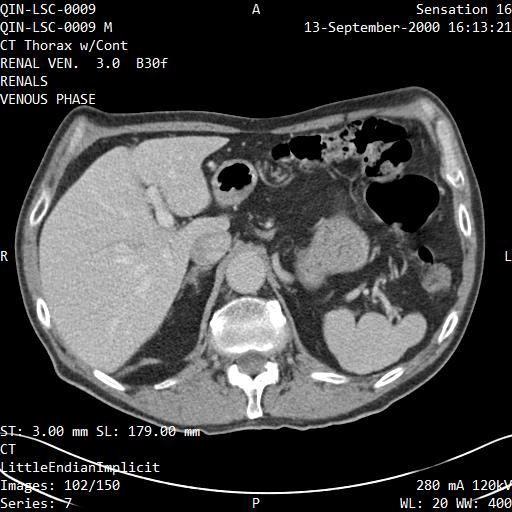 QIN-LSC-0009
A
Sensation 16
QIN-LSC-0009 M
13-September-2000 16:13:21
CT Thorax w/Cont
RENAL VEN.  3.0  B30f
RENALS
VENOUS PHASE
R
L
ST: 3.00 mm SL: 179.00 mm
CT
LittleEndianImplicit
Images: 102/150
280 mA 120kV
Series: 7
P
WL: 20 WW: 400